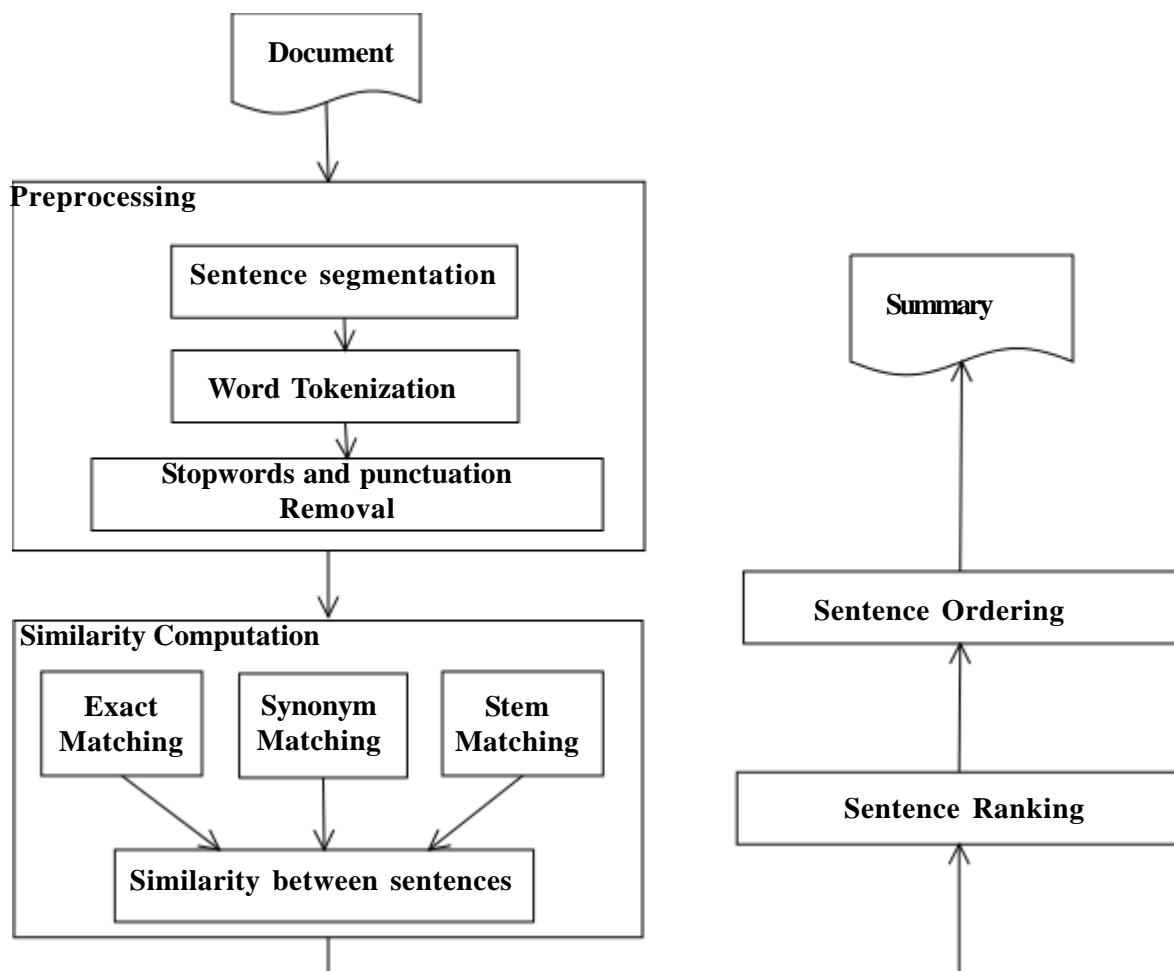 Document
Preprocessing
Sentence segmentation
Word Tokenization
Stopwords and punctuation
Removal
Similarity Computation
Exact
Matching
Synonym
Matching
Stem
Matching
Similarity between sentences
Summary
Sentence Ordering
Sentence Ranking